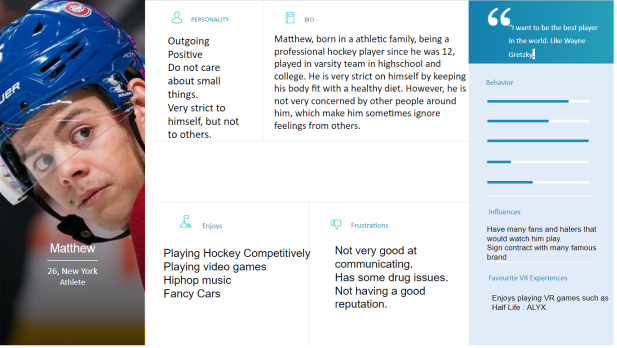 BAUER
Matthew
26, New York
Athlete
PERSONALITY
Outgoing
Positive
Do not care
about small
things.
Very strict to
himself, but not
to others.
BIO
Matthew, born in a athletic family, being a
professional hockey player since he was 12,
played in varsity team in highschool and
college. He is very strict on himself by keeping
his body fit with a healthy diet. However, he is
not very concerned by other people around
him, which make him sometimes ignore
feelings from others.
Enjoys
Playing Hockey Competitively
Playing video games
Hiphop music
Fancy Cars
Frustrations
Not very good at
communicating.
Has some drug issues.
Not having a good
reputation.
“I want to be the best player
in the world. Like Wayne
Gretzky
Behavior
Influences
Have many fans and haters that
would watch him play.
Sign contract with many famous
brand
Favourite VR Experiences
Enjoys playing VR games such as
Half Life : ALYX.